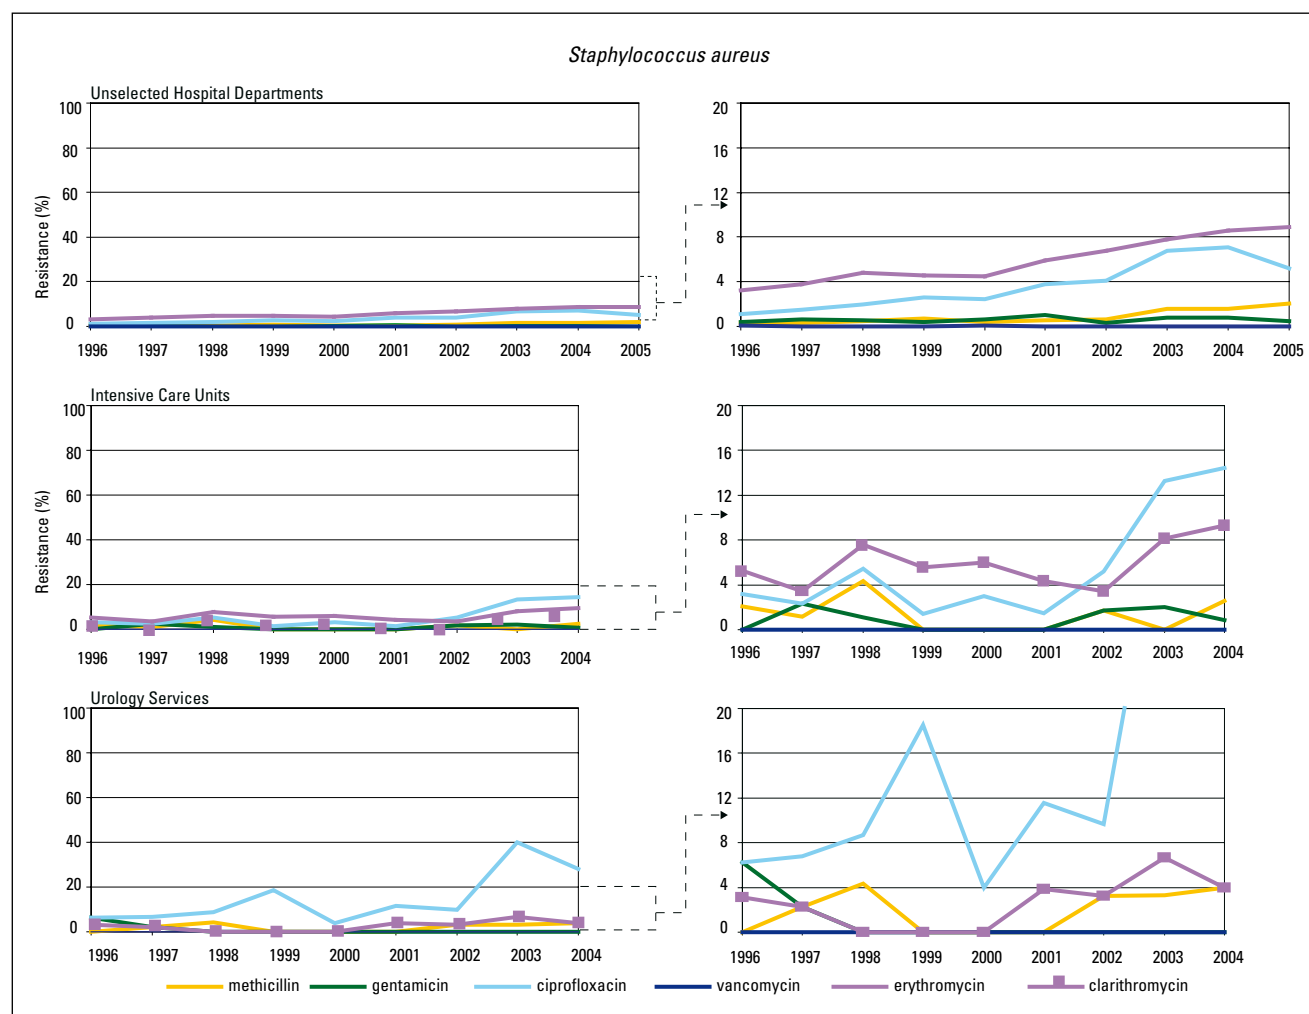 Staphylococcus aureus
Unselected Hospital Departments
Resistance (%)
100
80
60
40
20
0
1996 1997 1998 1999 2000 2001 2002 2003 2004 2005
20
16
12
8
4
0
1996 1997 1998 1999 2000 2001 2002 2003 2004 2005
Intensive Care Units
Resistance (%)
100
80
60
40
20
0
1996 1997 1998 1999 2000 2001 2002 2003 2004
20
16
12
8
4
0
1996 1997 1998 1999 2000 2001 2002 2003 2004
Urology Services
100
80
60
40
20
0
1996 1997 1998 1999 2000 2001 2002 2003 2004
20
16
12
8
4
0
1996 1997 1998 1999 2000 2001 2002 2003 2004
methicillin gentamicin ciprofloxacin vancomycin erythromycin clarithromycin